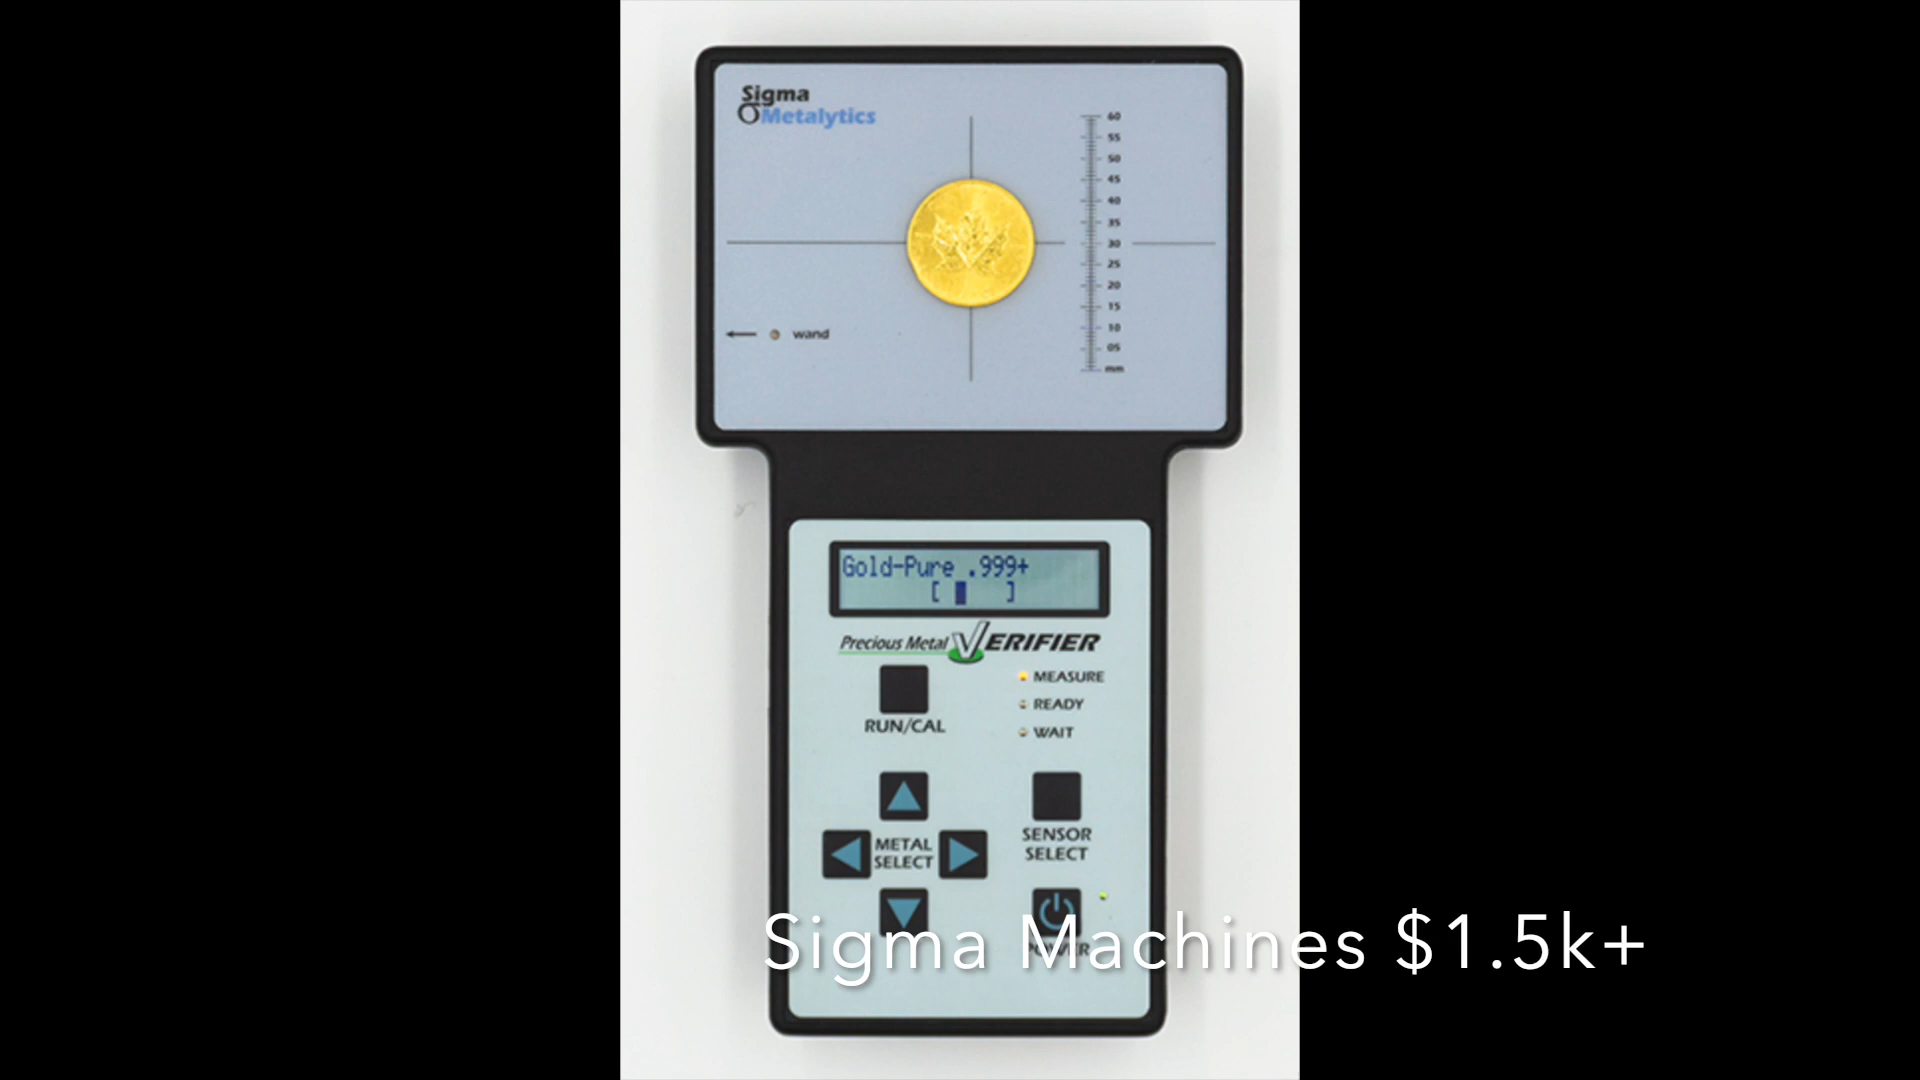 Sigma
Metalytics
60
55
50
45
40
35
30
25
20
15
10
05
mm
wand
Gold-Pure .999+
[ ]
Precious Metal VERIFIER
MEASURE
READY
WAIT
RUN/CAL
METAL
SELECT
SENSOR
SELECT
POWER
Sigma Machines $1.5k+